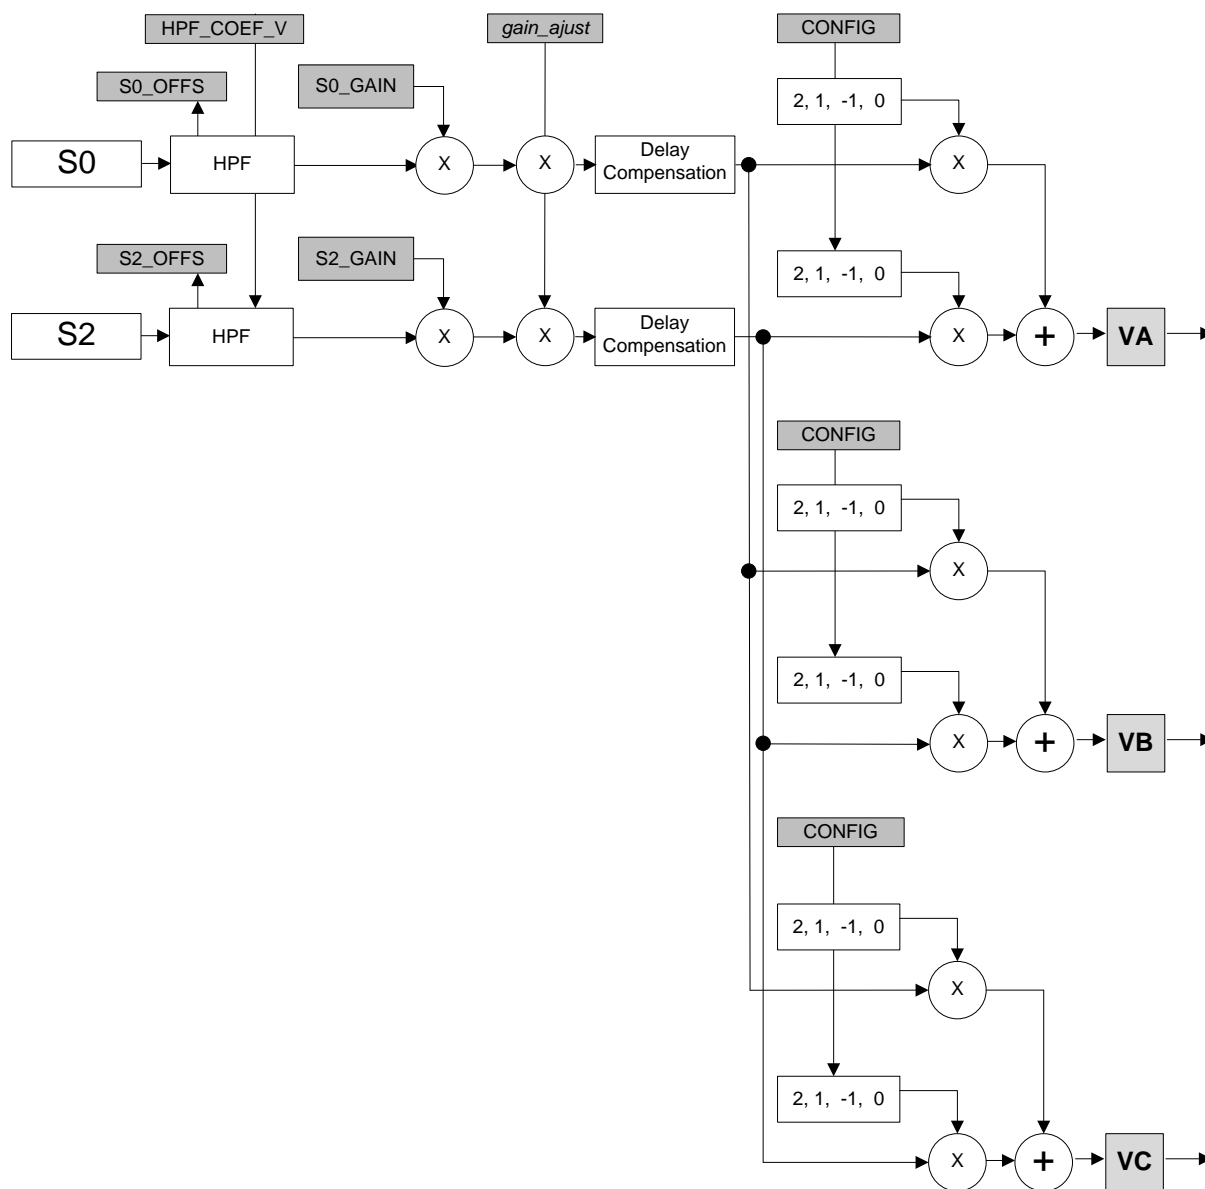 HPF_COEF_V
gain_ajust
CONFIG
S0_OFFS
S0_GAIN
2, 1, -1, 0
S0
HPF
X
X
Delay
Compensation
X
S2_OFFS
S2_GAIN
2, 1, -1, 0
S2
HPF
X
X
Delay
Compensation
X
+
VA
CONFIG
2, 1, -1, 0
X
2, 1, -1, 0
X
+
VB
CONFIG
2, 1, -1, 0
X
2, 1, -1, 0
X
+
VC